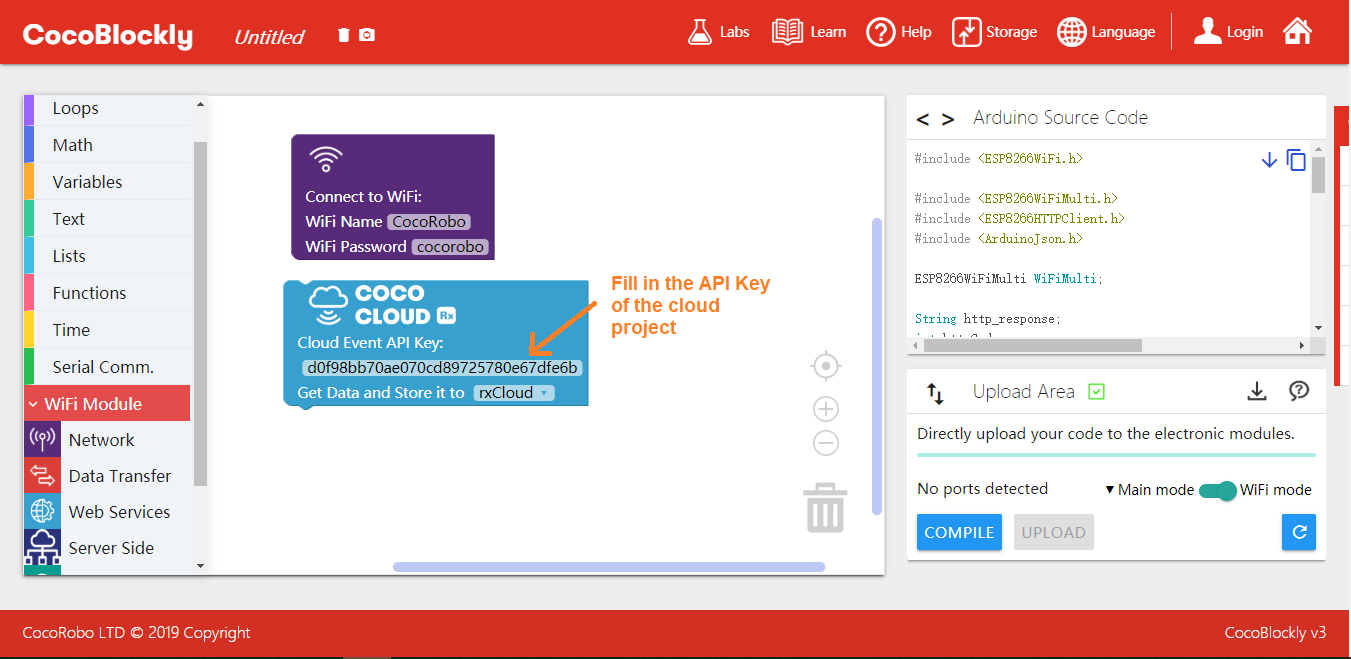 CocoBlockly
Untitled
Labs
Learn
Help
Storage
Language
Login
Loops
Math
Variables
Text
Lists
Functions
Time
Serial Comm.
WiFi Module
Network
Data Transfer
Web Services
Server Side
Connect to WiFi:
WiFi Name CocoRobo
WiFi Password cocorobo
COCO
CLOUD Rx
Cloud Event API Key:
d0f98bb70ae070cd89725780e67dfe6b
Get Data and Store it to rxCloud
Fill in the API Key
of the cloud
project
< > Arduino Source Code
#include <ESP8266WiFi.h>
#include <ESP8266WiFiMulti.h>
#include <ESP8266HTTPClient.h>
#include <ArduinoJson.h>
ESP8266WiFiMulti WiFiMulti;
String http_response;
Upload Area
Directly upload your code to the electronic modules.
No ports detected
Main mode
WiFi mode
COMPILE
UPLOAD
CocoRobo LTD © 2019 Copyright
CocoBlockly v3